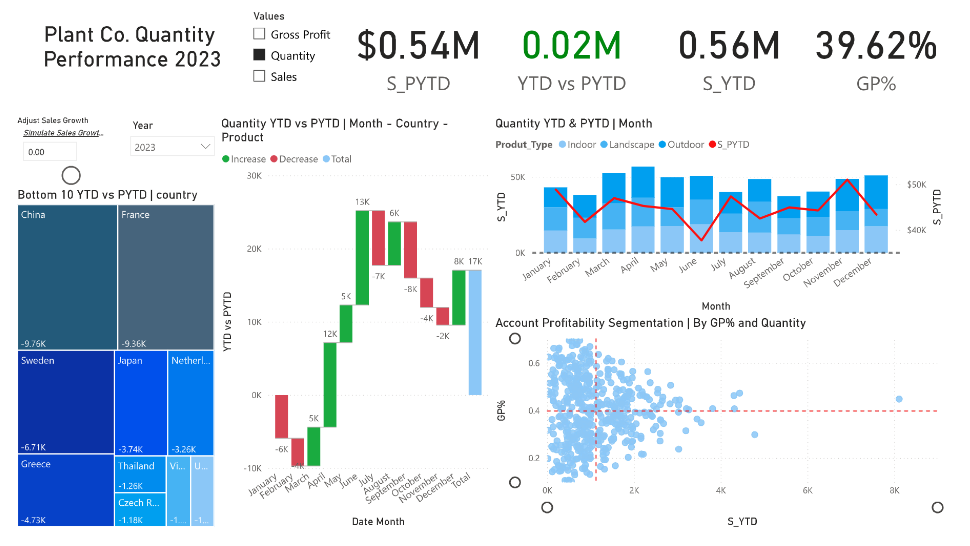 Plant Co. Quantity
Performance 2023
Values
Gross Profit
Quantity
Sales
$0.54M
S_PYTD
0.02M
YTD vs PYTD
0.56M
S_YTD
39.62%
GP%
Adjust Sales Growth
Simulate Sales Growt...
0.00
Year
2023
Bottom 10 YTD vs PYTD | country
China
-9.76K
France
-9.36K
Sweden
-6.71K
Japan
-3.74K
Netherl...
-3.26K
Greece
-4.73K
Thailand
-1.26K
Czech R...
-1.18K
Vi...
-1....
U...
-1...
Quantity YTD vs PYTD | Month - Country -
Product
Increase
Decrease
Total
YTD vs PYTD
30K
20K
10K
0K
-10K
-6K
-4K
5K
12K
5K
13K
-7K
6K
-8K
-4K
-2K
8K
17K
January
February
March
April
May
June
July
August
September
October
November
December
Total
Date Month
Quantity YTD & PYTD | Month
Produt_Type
Indoor
Landscape
Outdoor
S_PYTD
S_YTD
50K
0K
$50K
$40K
S_PYTD
January
February
March
April
May
June
July
August
September
October
November
December
Month
Account Profitability Segmentation | By GP% and Quantity
GP%
0.6
0.4
0.2
0K
2K
4K
6K
8K
S_YTD